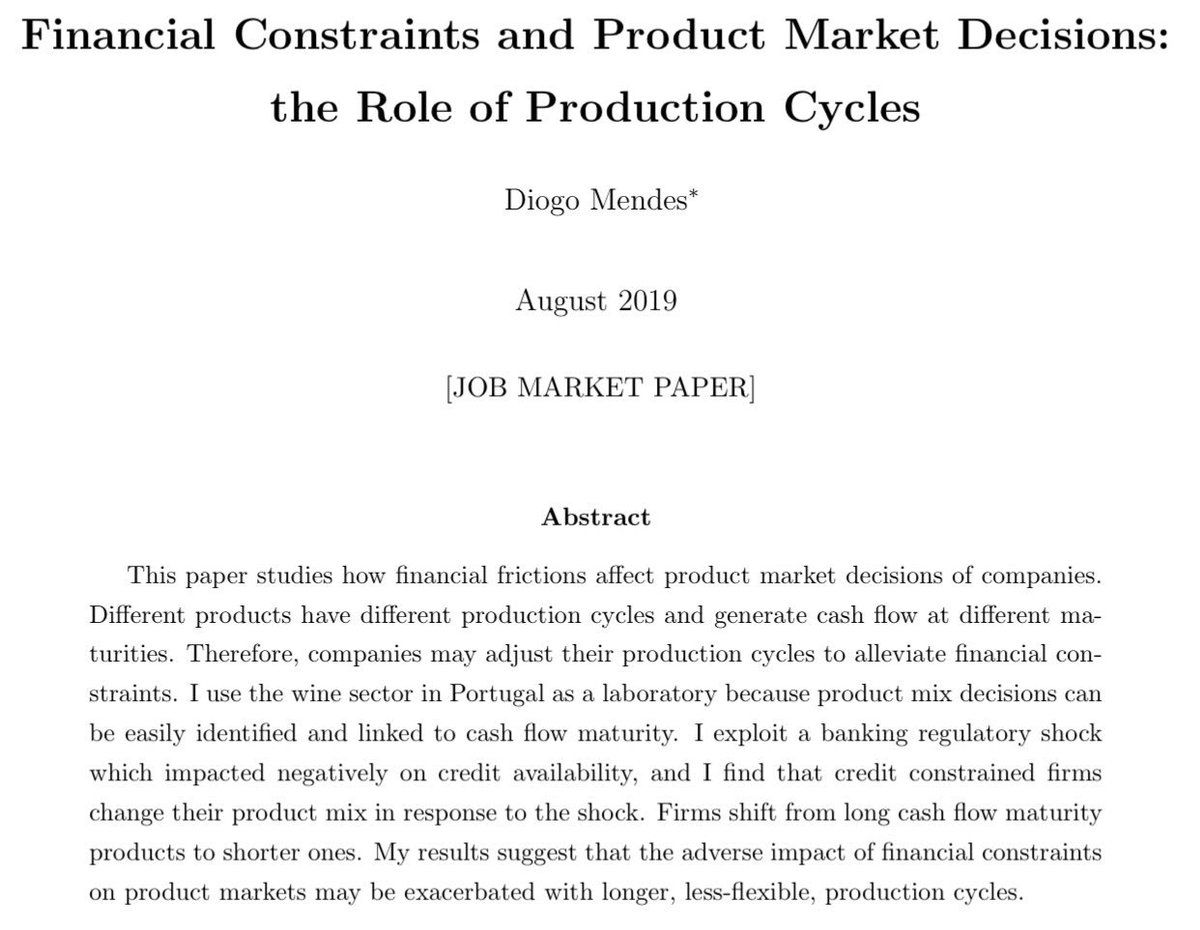 Financial Constraints and Product Market Decisions:
the Role of Production Cycles
Diogo Mendes*
August 2019
[JOB MARKET PAPER]
Abstract
This paper studies how financial frictions affect product market decisions of companies.
Different products have different production cycles and generate cash flow at different ma-
turities. Therefore, companies may adjust their production cycles to alleviate financial con-
straints. I use the wine sector in Portugal as a laboratory because product mix decisions can
be easily identified and linked to cash flow maturity. I exploit a banking regulatory shock
which impacted negatively on credit availability, and I find that credit constrained firms
change their product mix in response to the shock. Firms shift from long cash flow maturity
products to shorter ones. My results suggest that the adverse impact of financial constraints
on product markets may be exacerbated with longer, less-flexible, production cycles.